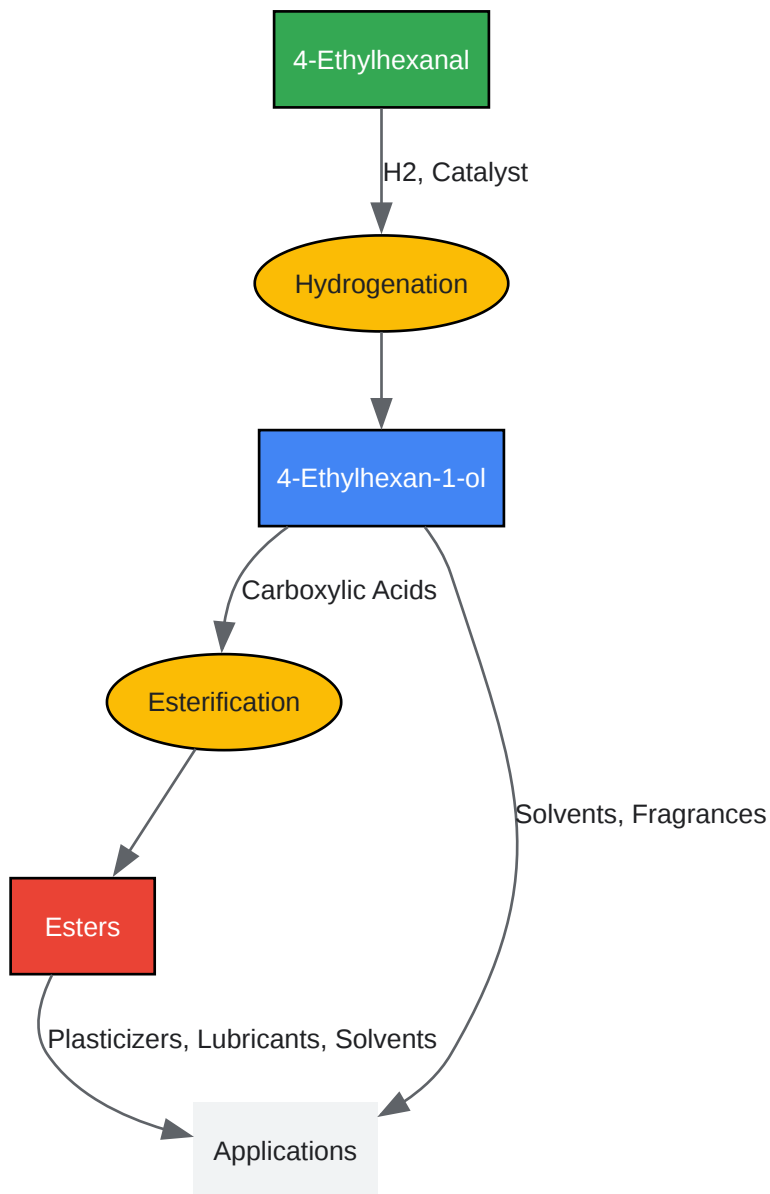 4-Ethylhexanal
H2, Catalyst
Hydrogenation
4-Ethylhexan-1-ol
Carboxylic Acids
Esterification
Solvents, Fragrances
Esters
Plasticizers, Lubricants, Solvents
Applications